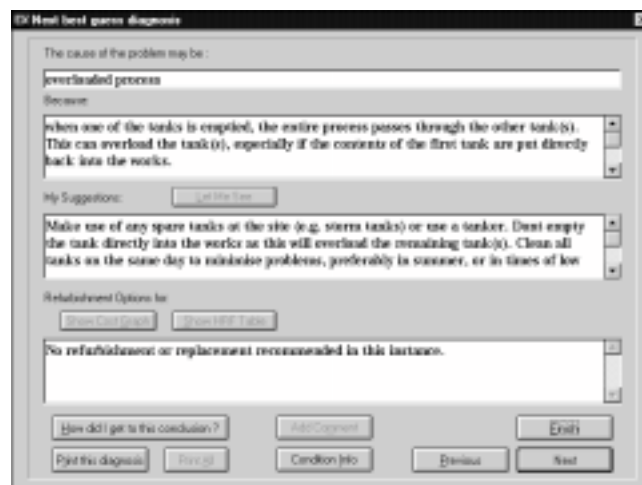 Next best guess diagnosis
The cause of the problem may be :
overloaded process
Because:
when one of the tanks is emptied, the entire process passes through the other tank(s).
This can overload the tank(s), especially if the contents of the first tank are put directly
back into the works.
My Suggestions: Let Me See
Make use of any spare tanks at the site (e.g. storm tanks) or use a tanker. Dont empty
the tank directly into the works as this will overload the remaining tank(s). Clean all
tanks on the same day to minimise problems, preferably in summer, or in times of low
Refurbishment Options for:
Show Cost Graph Show HRF Table
No refurbishment or replacement recommended in this instance.
How did I get to this conclusion ? Add Comment Finish
Print this diagnosis Print All Condition Info Previous Next